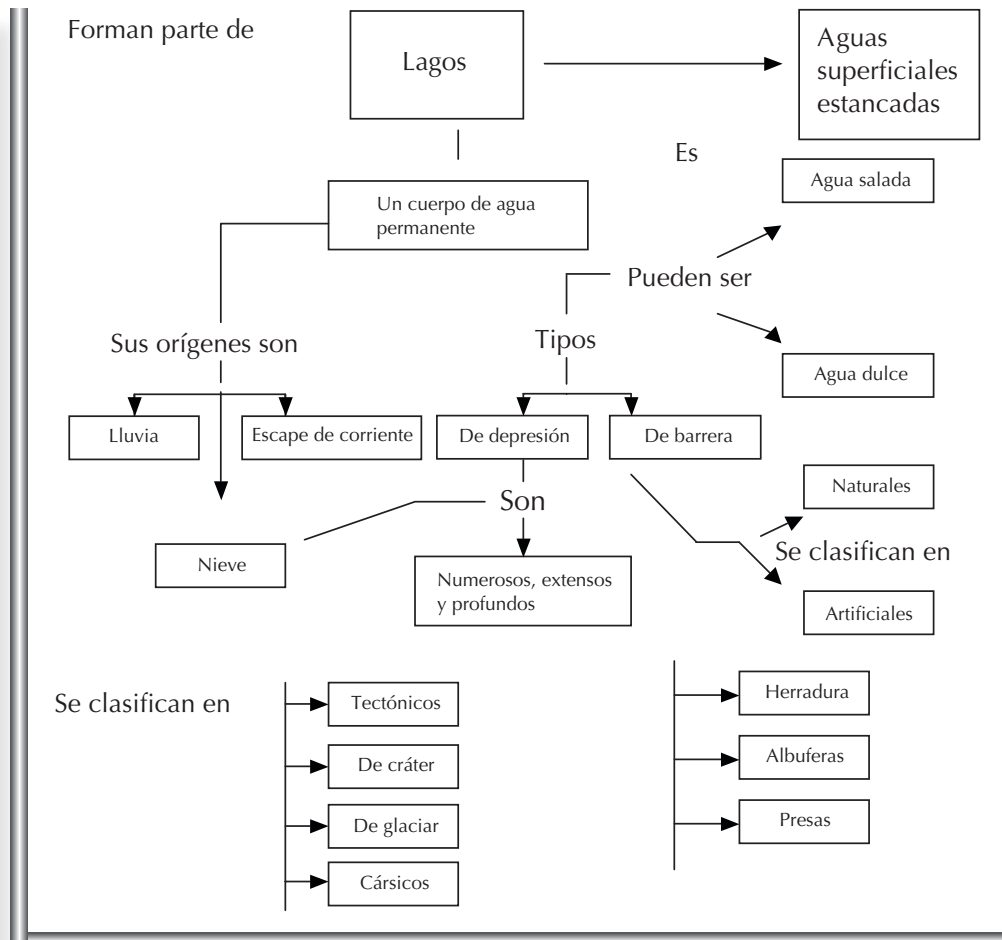 Forman parte de
Lagos
Aguas
superficiales
estancadas
Es
Agua salada
Un cuerpo de agua
permanente
Pueden ser
Sus orígenes son
Tipos
Agua dulce
Lluvia
Escape de corriente
De depresión
De barrera
Naturales
Son
Nieve
Se clasifican en
Numerosos, extensos
y profundos
Artificiales
Se clasifican en
Tectónicos
De cráter
De glaciar
Cársicos
Herradura
Albuferas
Presas